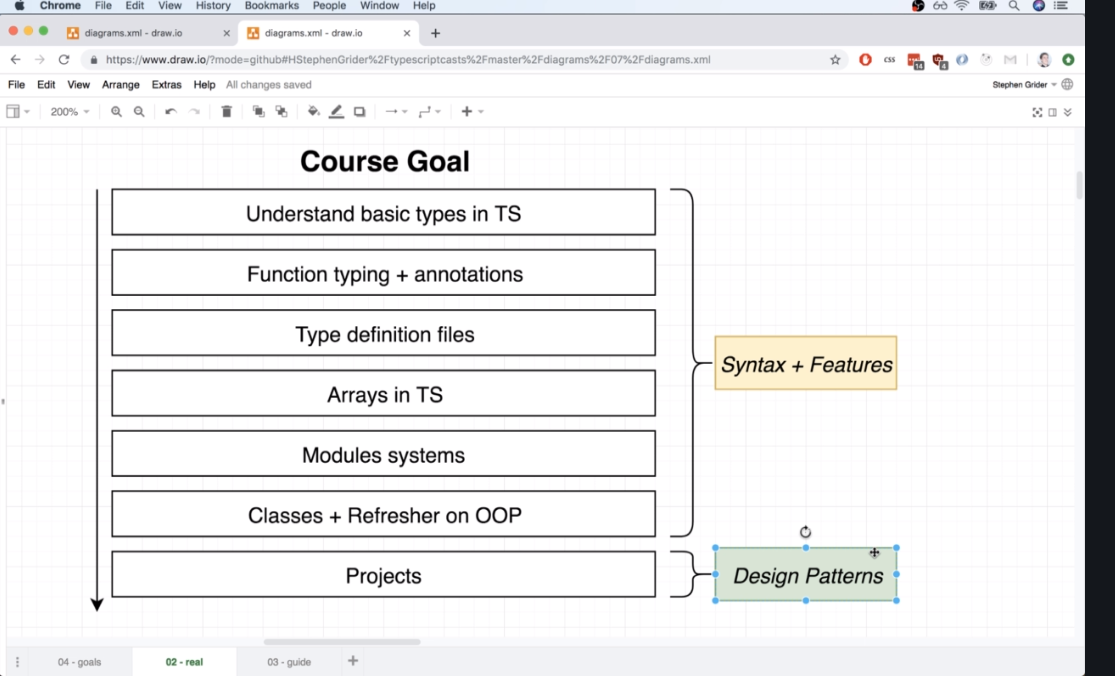 Chrome File Edit View History Bookmarks People Window Help
diagrams.xml - draw.io
diagrams.xml - draw.io
https://www.draw.io/?mode=github#HStephenGrider%2Ftypescriptcasts%2Fmaster%2Fdiagrams%2F07%2Fdiagrams.xml
CSS
14
4
File Edit View Arrange Extras Help All changes saved
Stephen Grider
200%
Course Goal
Understand basic types in TS
Function typing + annotations
Type definition files
Syntax + Features
Arrays in TS
Modules systems
Classes + Refresher on OOP
Projects
Design Patterns
04 - goals
02 - real
03 - guide